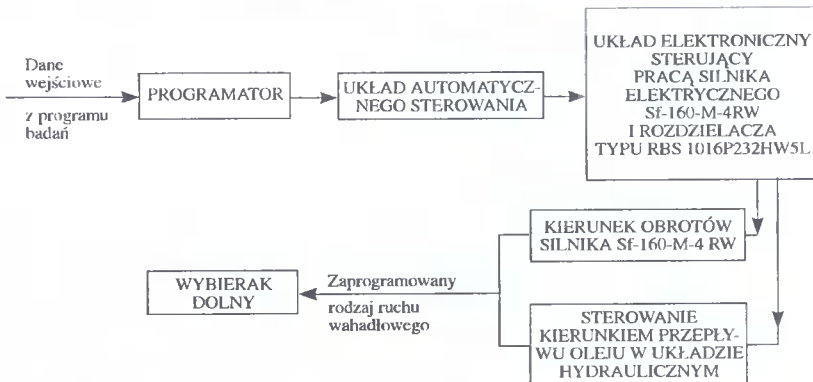 Dane
wejściowe
z programu
badań
PROGRAMATOR
UKŁAD AUTOMATYCZ-
NEGO STEROWANIA
UKŁAD ELEKTRONICZNY
STERUJĄCY
PRACĄ SILNIKA
ELEKTRYCZNEGO
Sf-160-M-4RW
I ROZDZIELACZA
TYPU RBS 1016P232HW5L
KIERUNEK OBROTÓW
SILNIKA Sf-160-M-4 RW
WYBIERAK
DOLNY
Zaprogramowany
rodzaj ruchu
wahadłowego
STEROWANIE
KIERUNKIEM PRZEPŁY-
WU OLEJU W UKŁADZIE
HYDRAULICZNYM